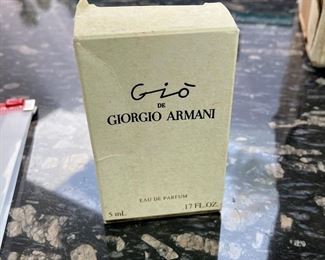 Giò
DE
GIORGIO ARMANI
EAU DE PARFUM
5 mL 17 FL.OZ.